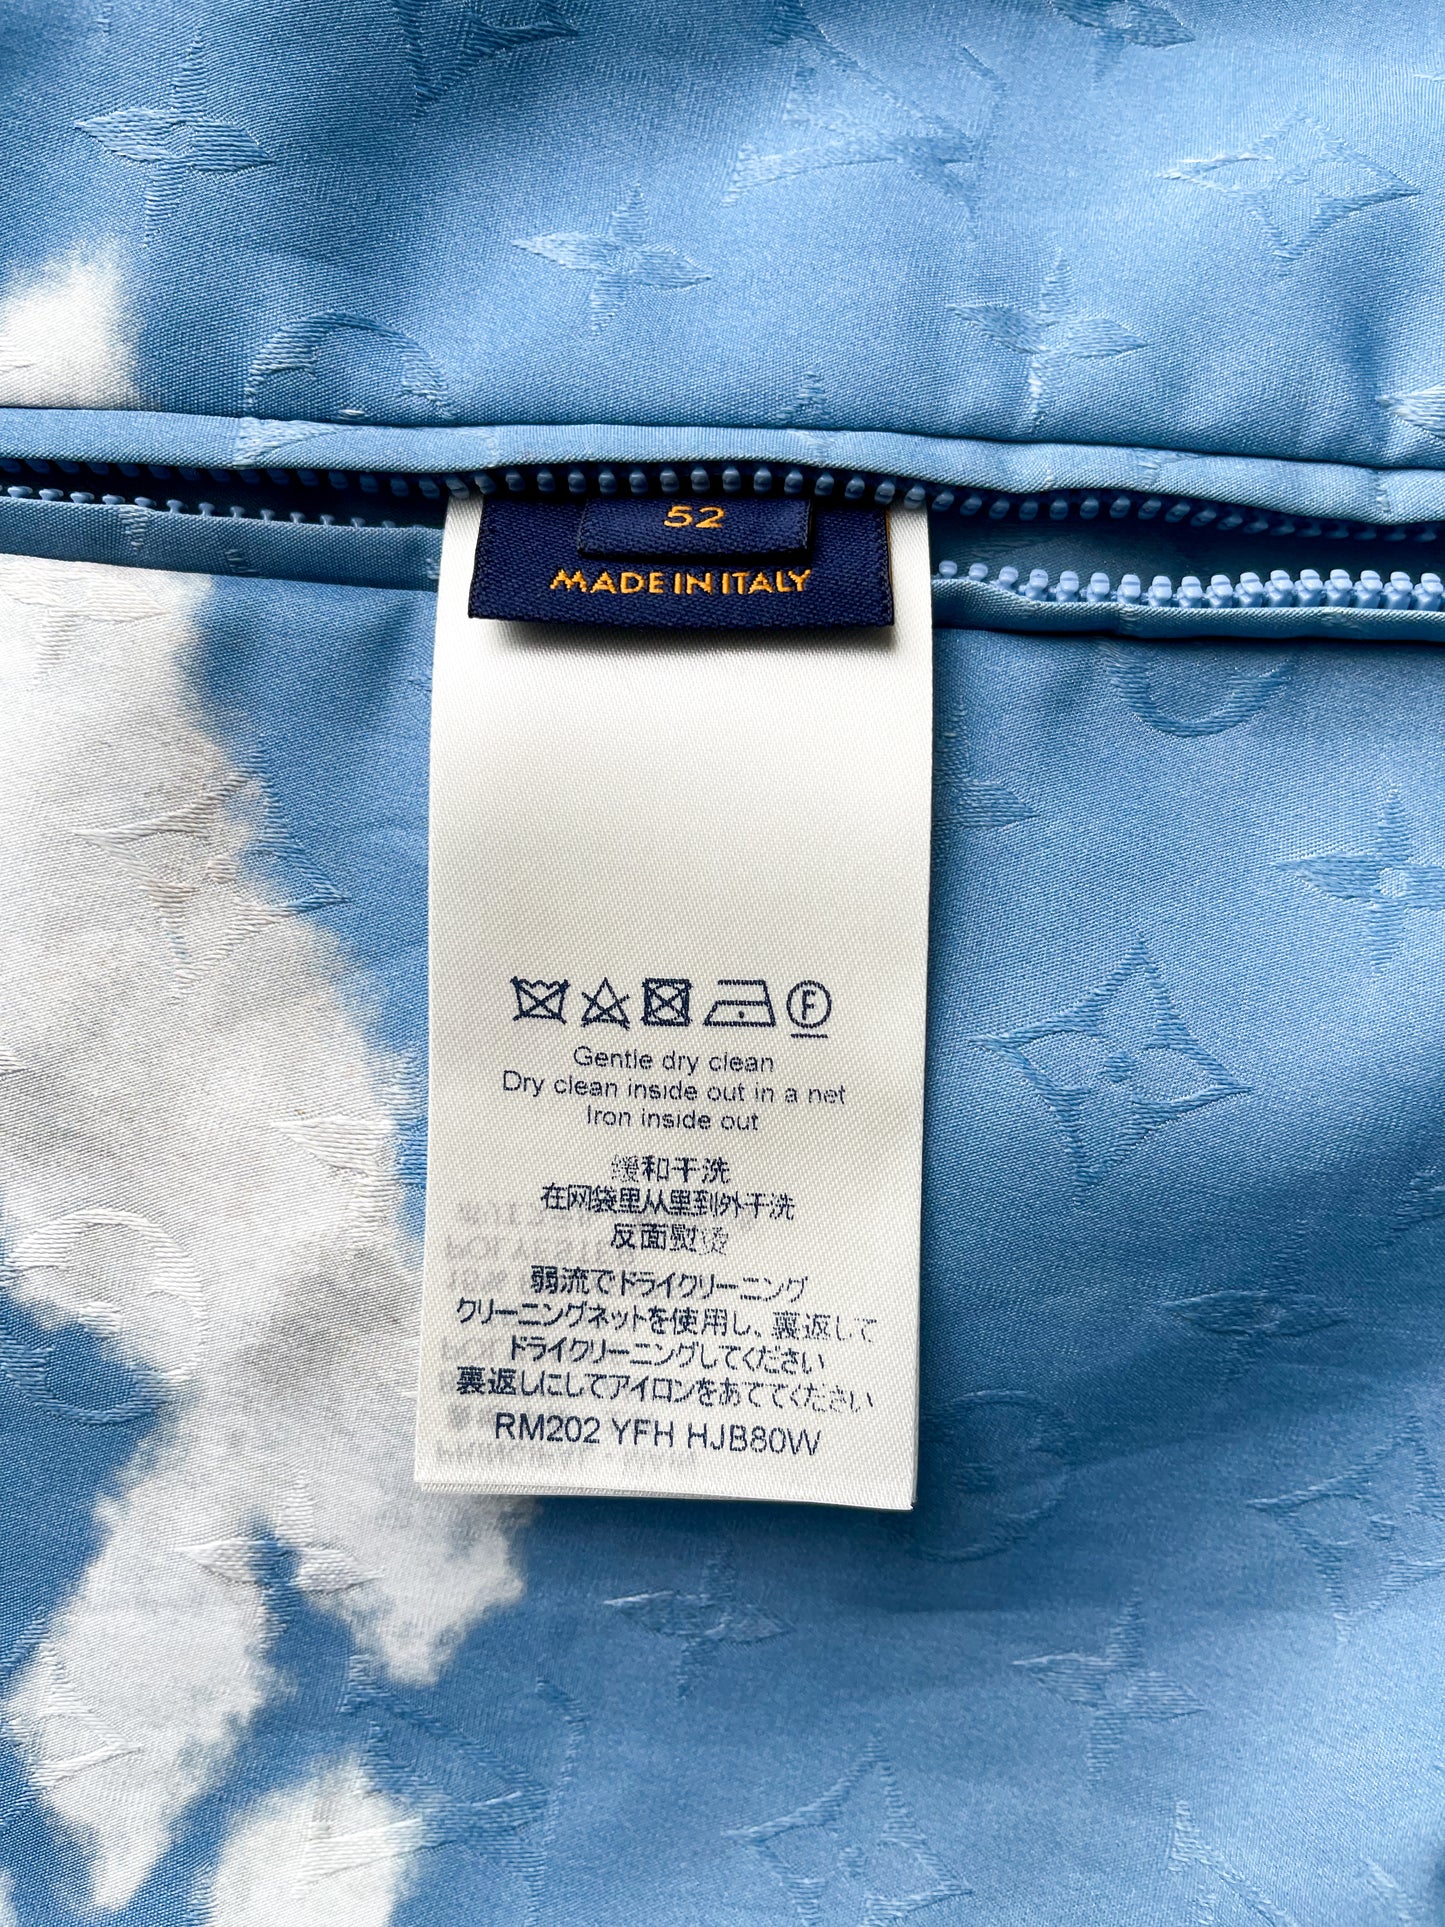 52
MADE IN ITALY
F
Gentle dry clean
Dry clean inside out in a net
Iron inside out
缓和干洗
在网袋里从里到外干洗
反面熨烫
弱流でドライクリーニング
クリーニングネットを使用し、裏返して
ドライクリーニングしてください
裏返しにしてアイロンをあててください
RM202 YFH HJB80W